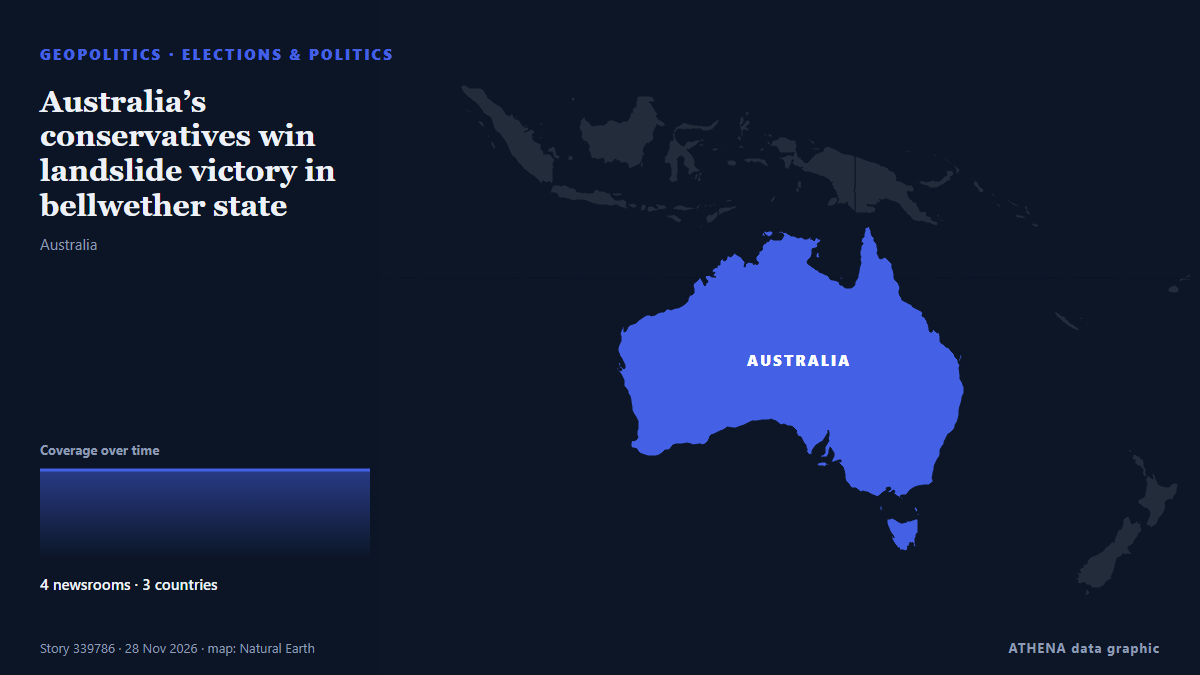 GEOPOLITICS · ELECTIONS & POLITICS
Australia’s
conservatives win
landslide victory in
bellwether state
Australia
AUSTRALIA
Coverage over time
4 newsrooms · 3 countries
Story 339786 · 28 Nov 2026 · map: Natural Earth
ATHENA data graphic